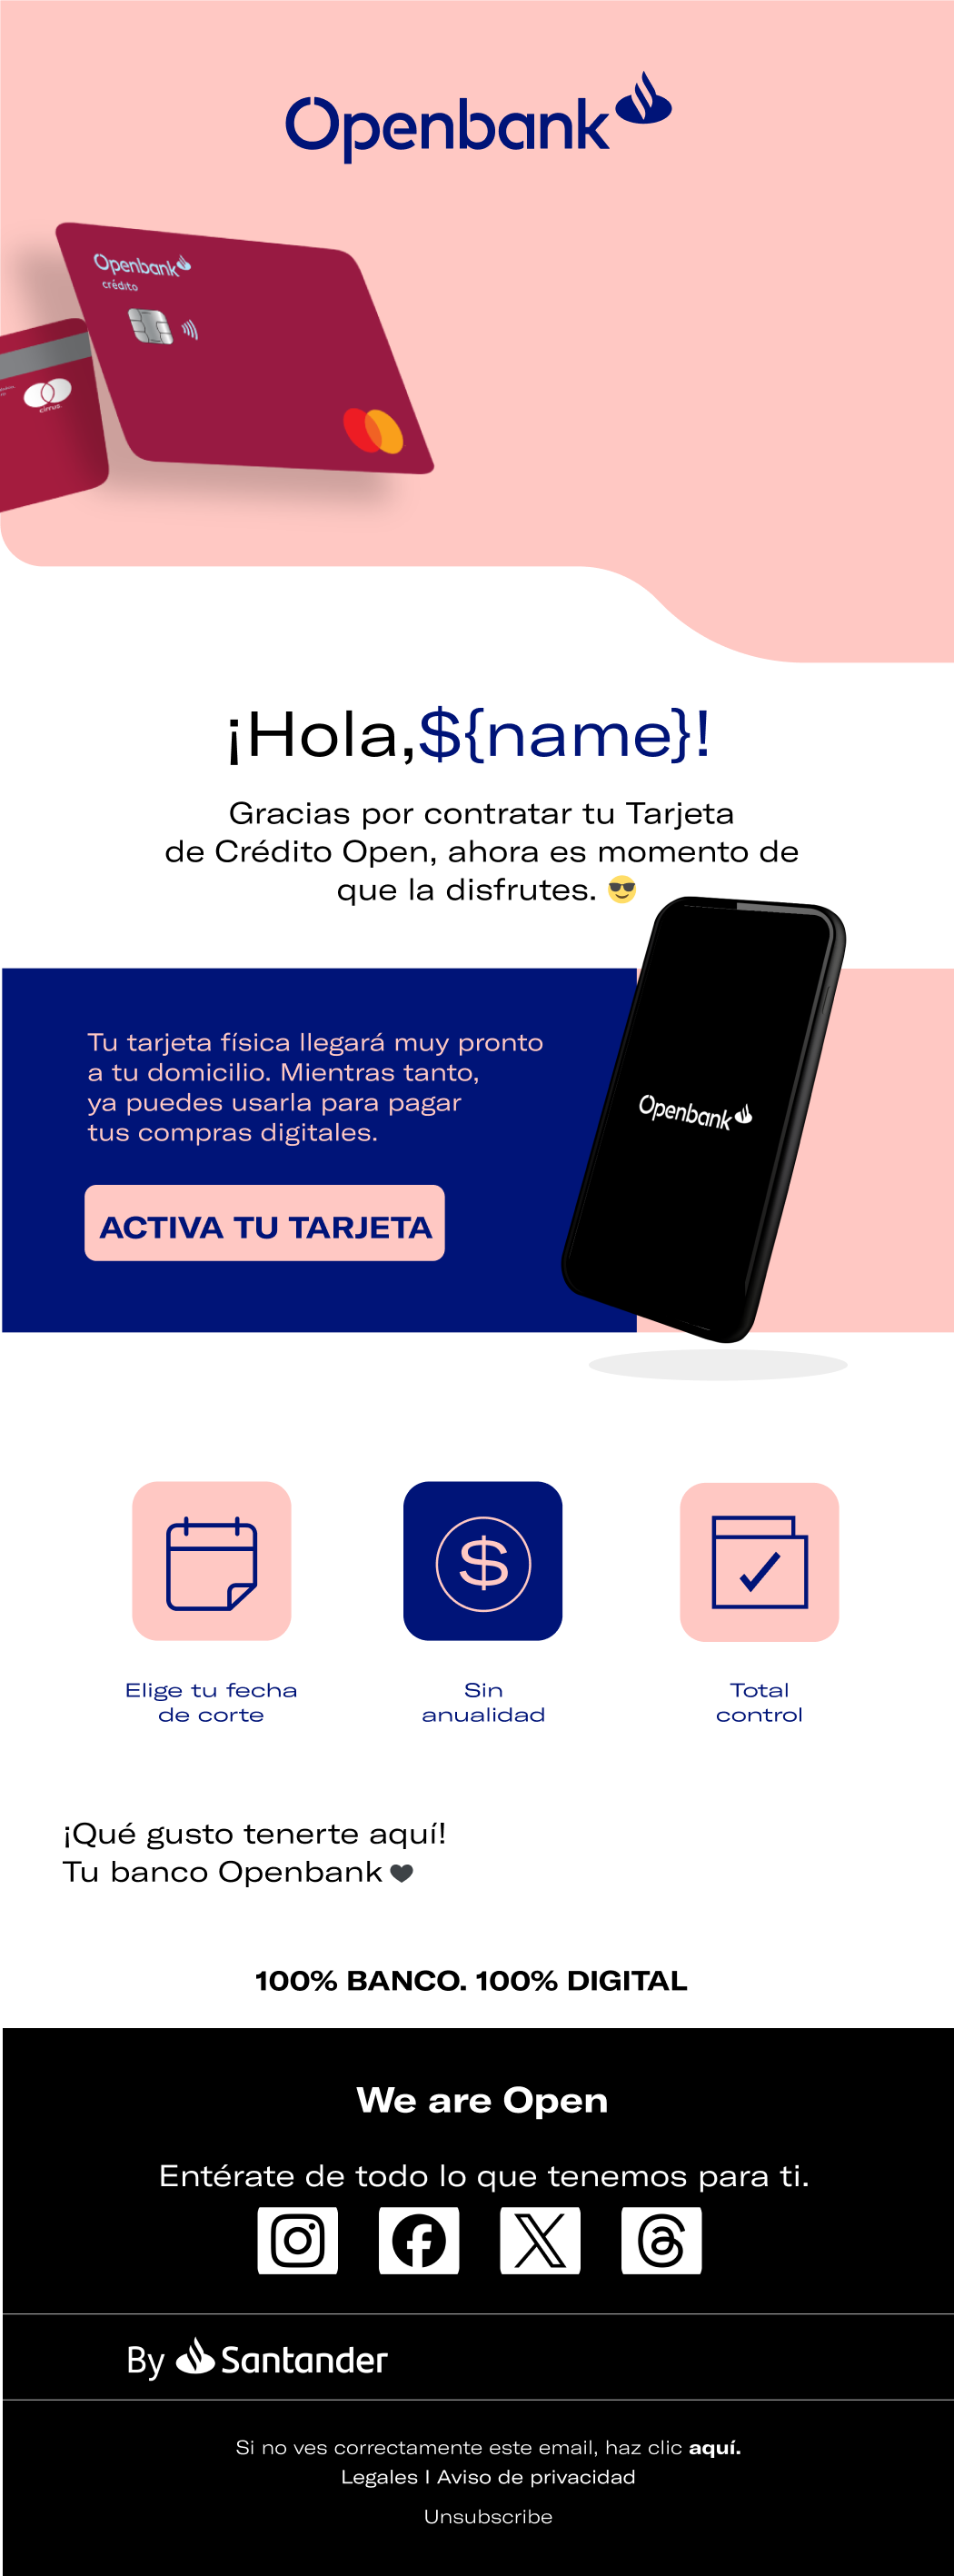 Openbank
Openbank
crédito
cirrus.
¡Hola,${name}!
Gracias por contratar tu Tarjeta
de Crédito Open, ahora es momento de
que la disfrutes. 😎
Tu tarjeta física llegará muy pronto
a tu domicilio. Mientras tanto,
ya puedes usarla para pagar
tus compras digitales.
ACTIVA TU TARJETA
Openbank
Elige tu fecha
de corte
Sin
anualidad
Total
control
¡Qué gusto tenerte aquí!
Tu banco Openbank🖤
100% BANCO. 100% DIGITAL
We are Open
Entérate de todo lo que tenemos para ti.
By Santander
Si no ves correctamente este email, haz clic aquí.
Legales I Aviso de privacidad
Unsubscribe